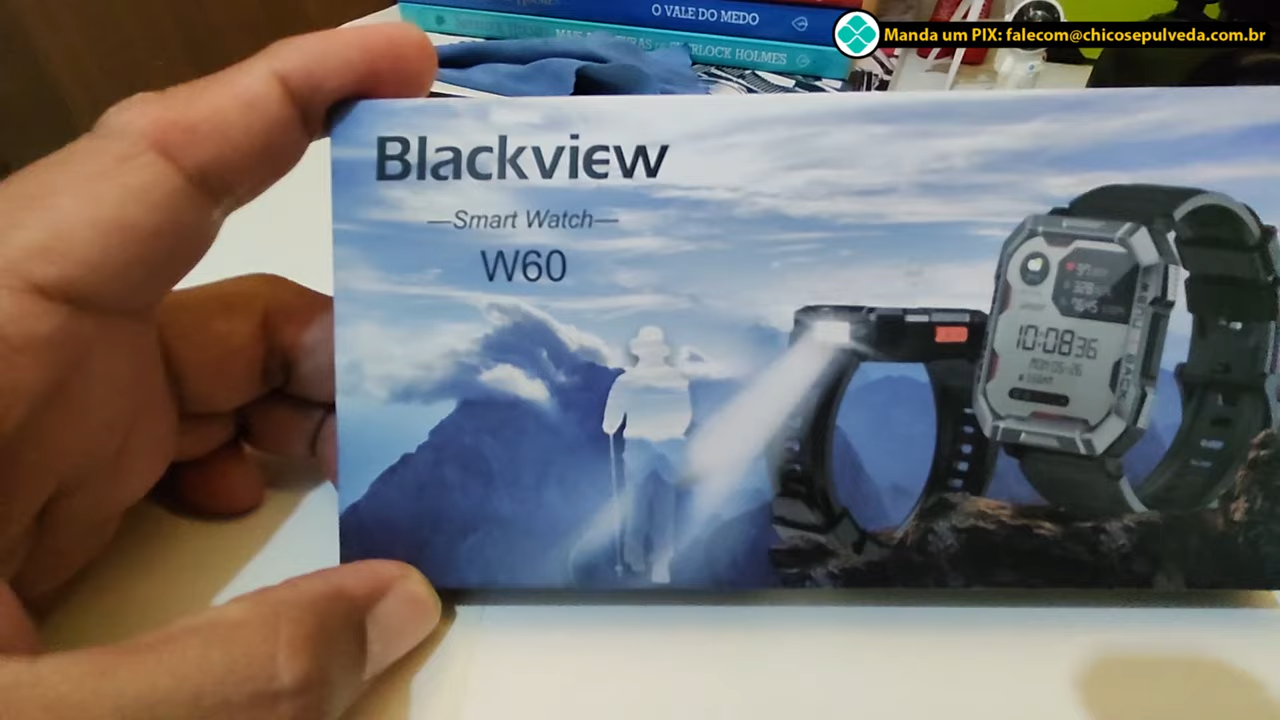 O VALE DO MEDO
SHERLOCK HOLMES
Manda um PIX: falecom@chicosepulveda.com.br
Blackview
—Smart Watch—
W60
10:08 36